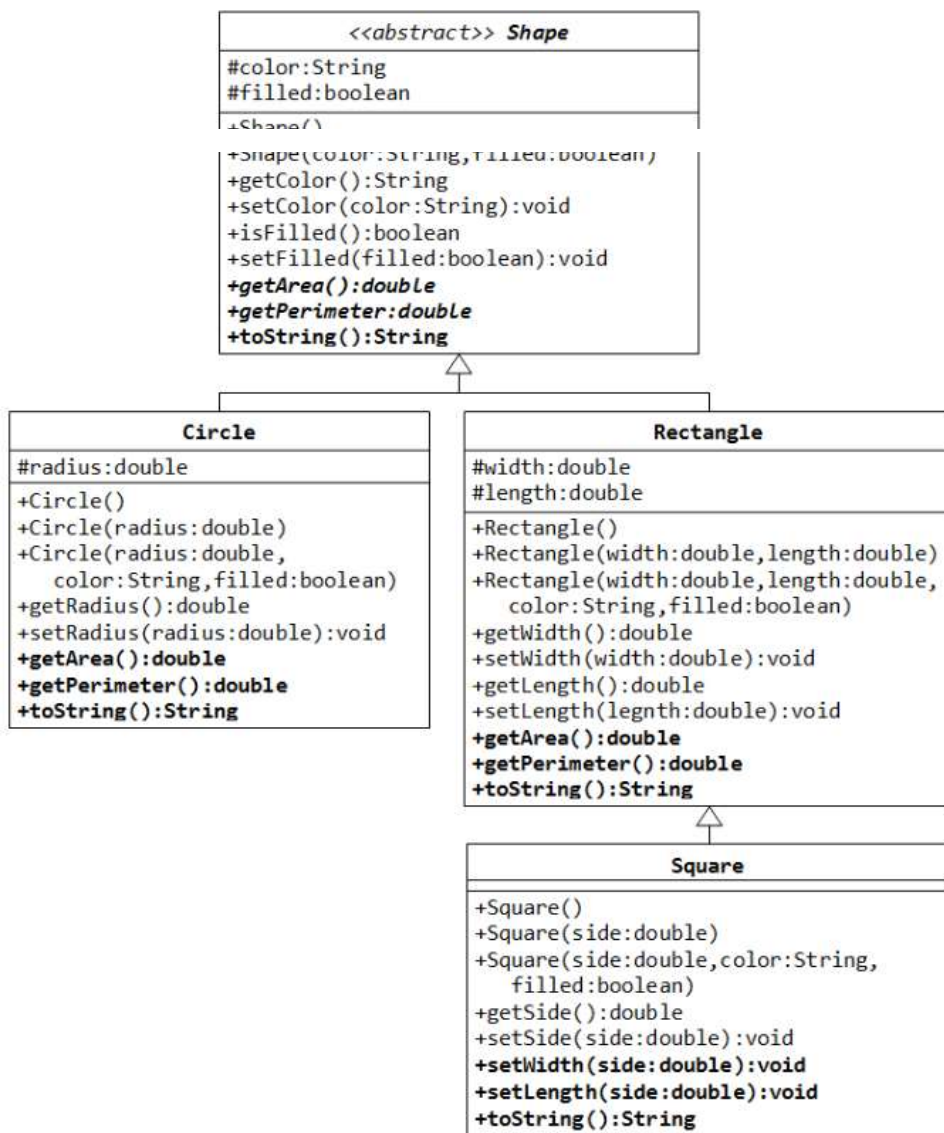 <<abstract>> Shape
#color:String
#filled:boolean
+Shape()
+Shape(color:String,filled:boolean)
+getColor():String
+setColor(color:String):void
+isFilled():boolean
+setFilled(filled:boolean):void
+getArea():double
+getPerimeter:double
+toString():String
Circle
#radius:double
+Circle()
+Circle(radius:double)
+Circle(radius:double,
color:String,filled:boolean)
+getRadius():double
+setRadius(radius:double):void
+getArea():double
+getPerimeter():double
+toString():String
Rectangle
#width:double
#length:double
+Rectangle()
+Rectangle(width:double,length:double)
+Rectangle(width:double,length:double,
color:String,filled:boolean)
+getWidth():double
+setWidth(width:double):void
+getLength():double
+setLength(legnth:double):void
+getArea():double
+getPerimeter():double
+toString():String
Square
+Square()
+Square(side:double)
+Square(side:double,color:String,
filled:boolean)
+getSide():double
+setSide(side:double):void
+setWidth(side:double):void
+setLength(side:double):void
+toString():String